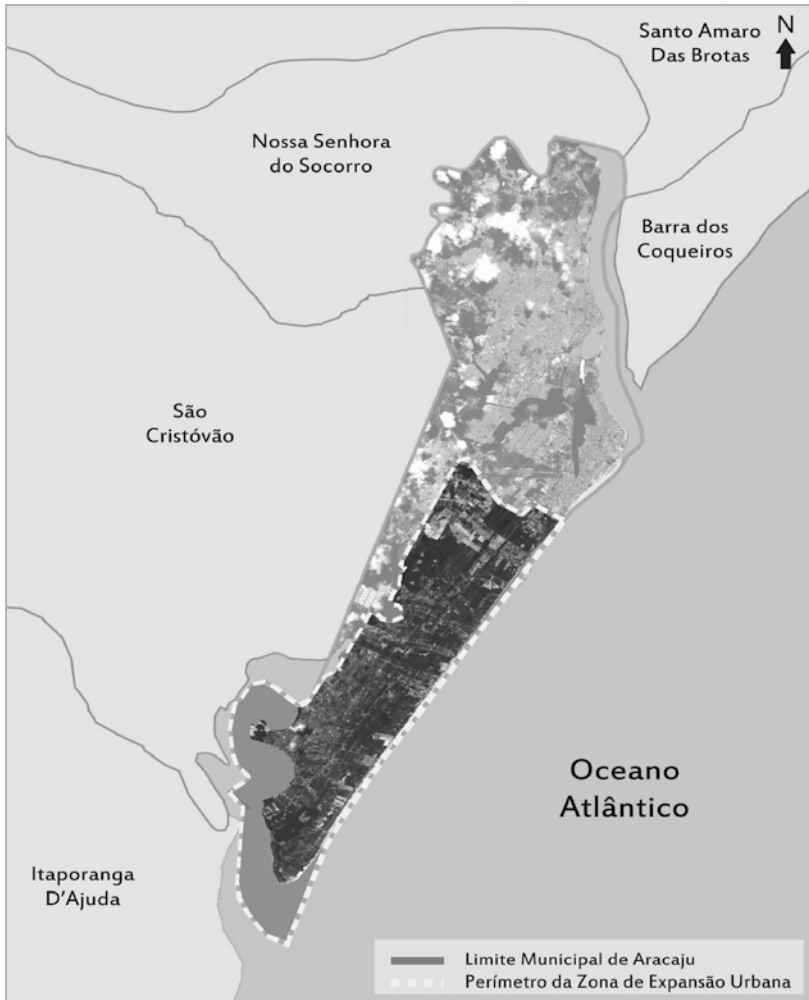 Santo Amaro
Das Brotas
N
Nossa Senhora
do Socorro
Barra dos
Coqueiros
São
Cristóvão
Oceano
Atlântico
Itaporanga
D'Ajuda
Limite Municipal de Aracaju
Perímetro da Zona de Expansão Urbana